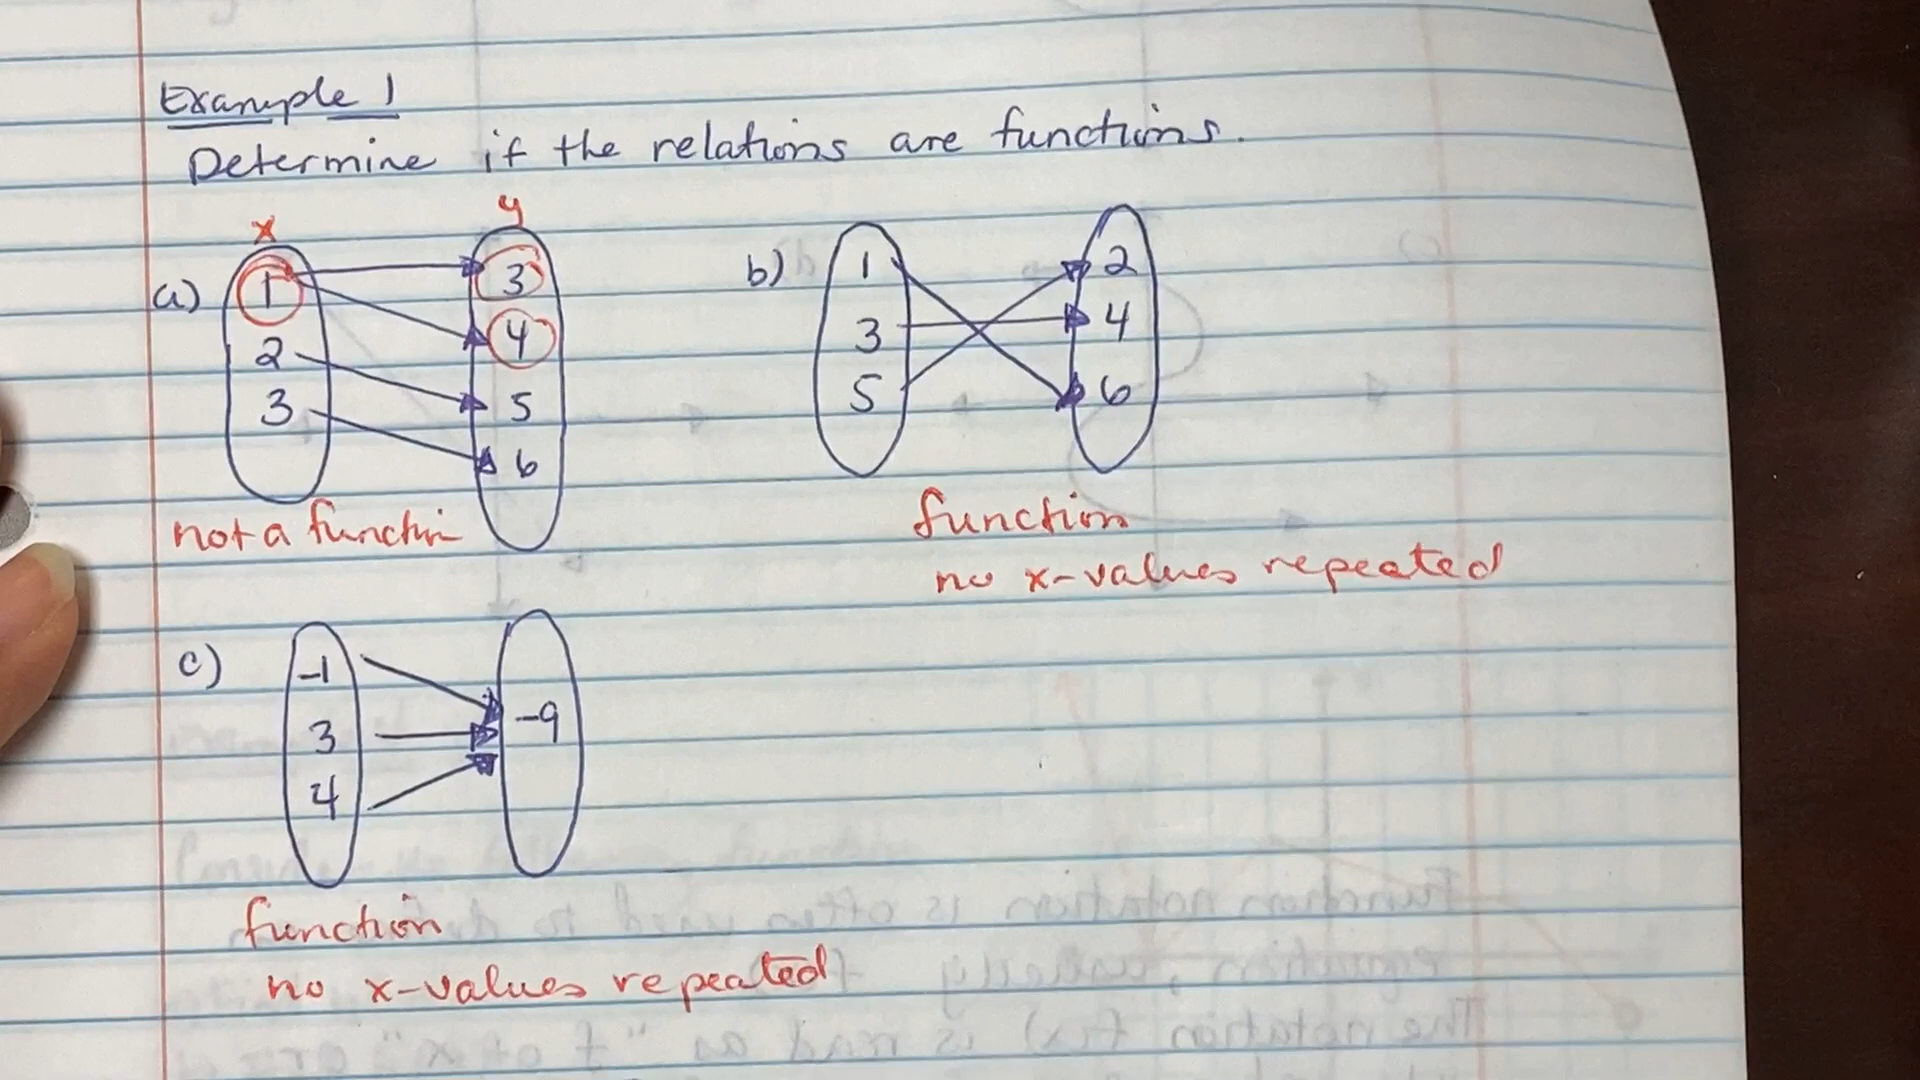 Example 1
Determine if the relations are functions.
x y
a) 1 3
4
2 5
3 6
not a function
b) 1 2
3 4
5 6
function
no x-values repeated
c) -1
3 -9
4
function
no x-values repeated